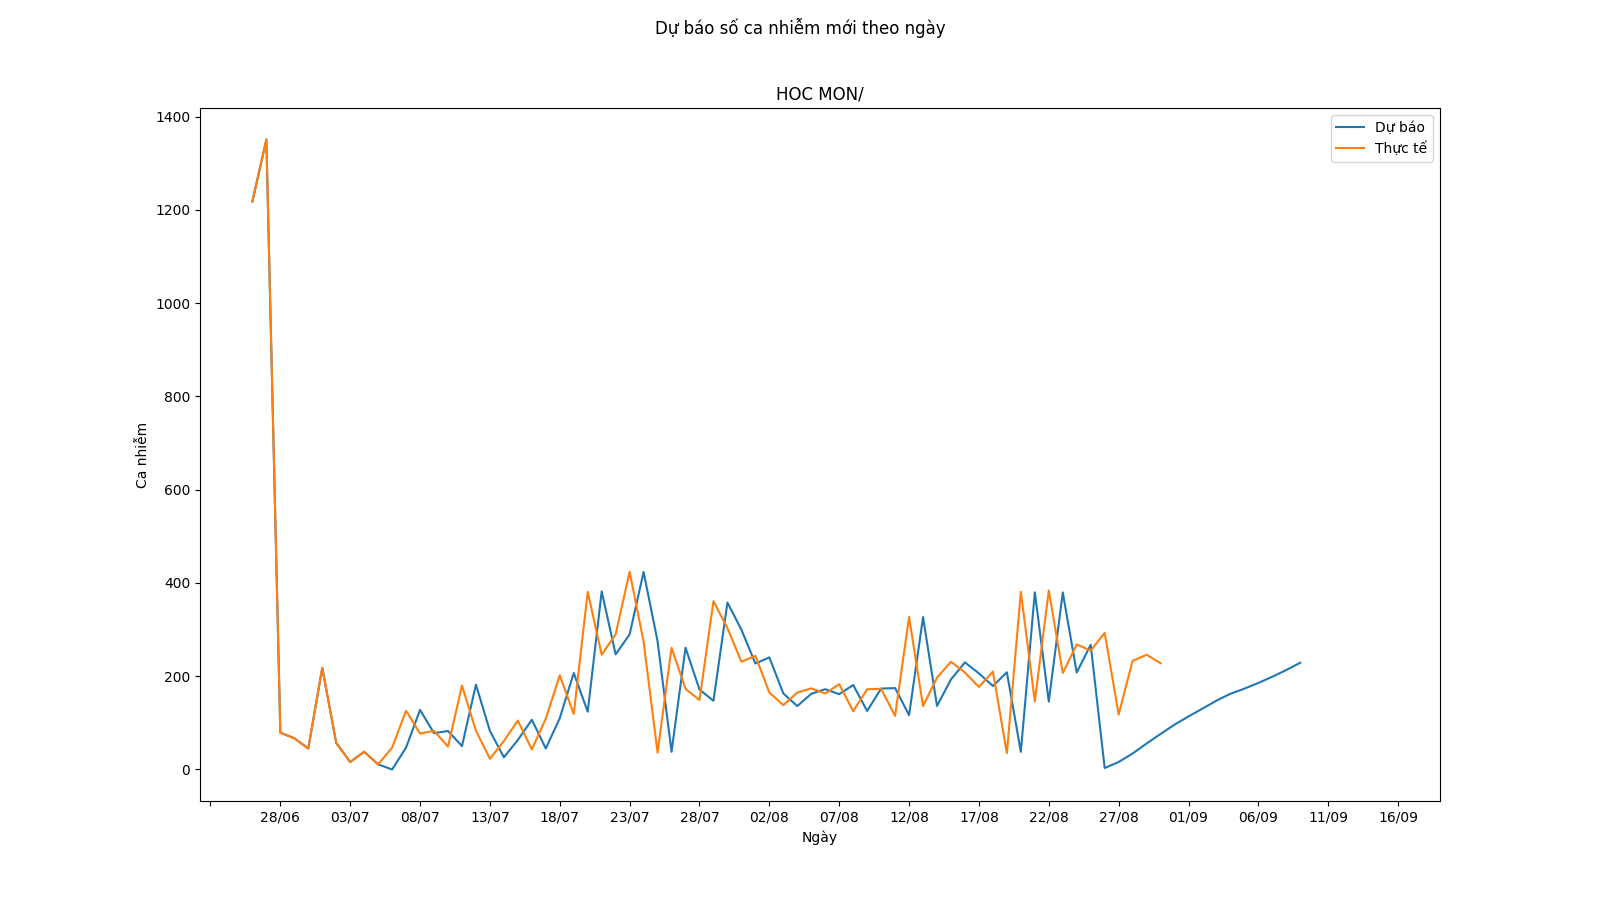 Dự báo số ca nhiễm mới theo ngày
HOC MON/
Dự báo
Thực tế
Ca nhiễm
1400
1200
1000
800
600
400
200
0
28/06 03/07 08/07 13/07 18/07 23/07 28/07 02/08 07/08 12/08 17/08 22/08 27/08 01/09 06/09 11/09 16/09
Ngày